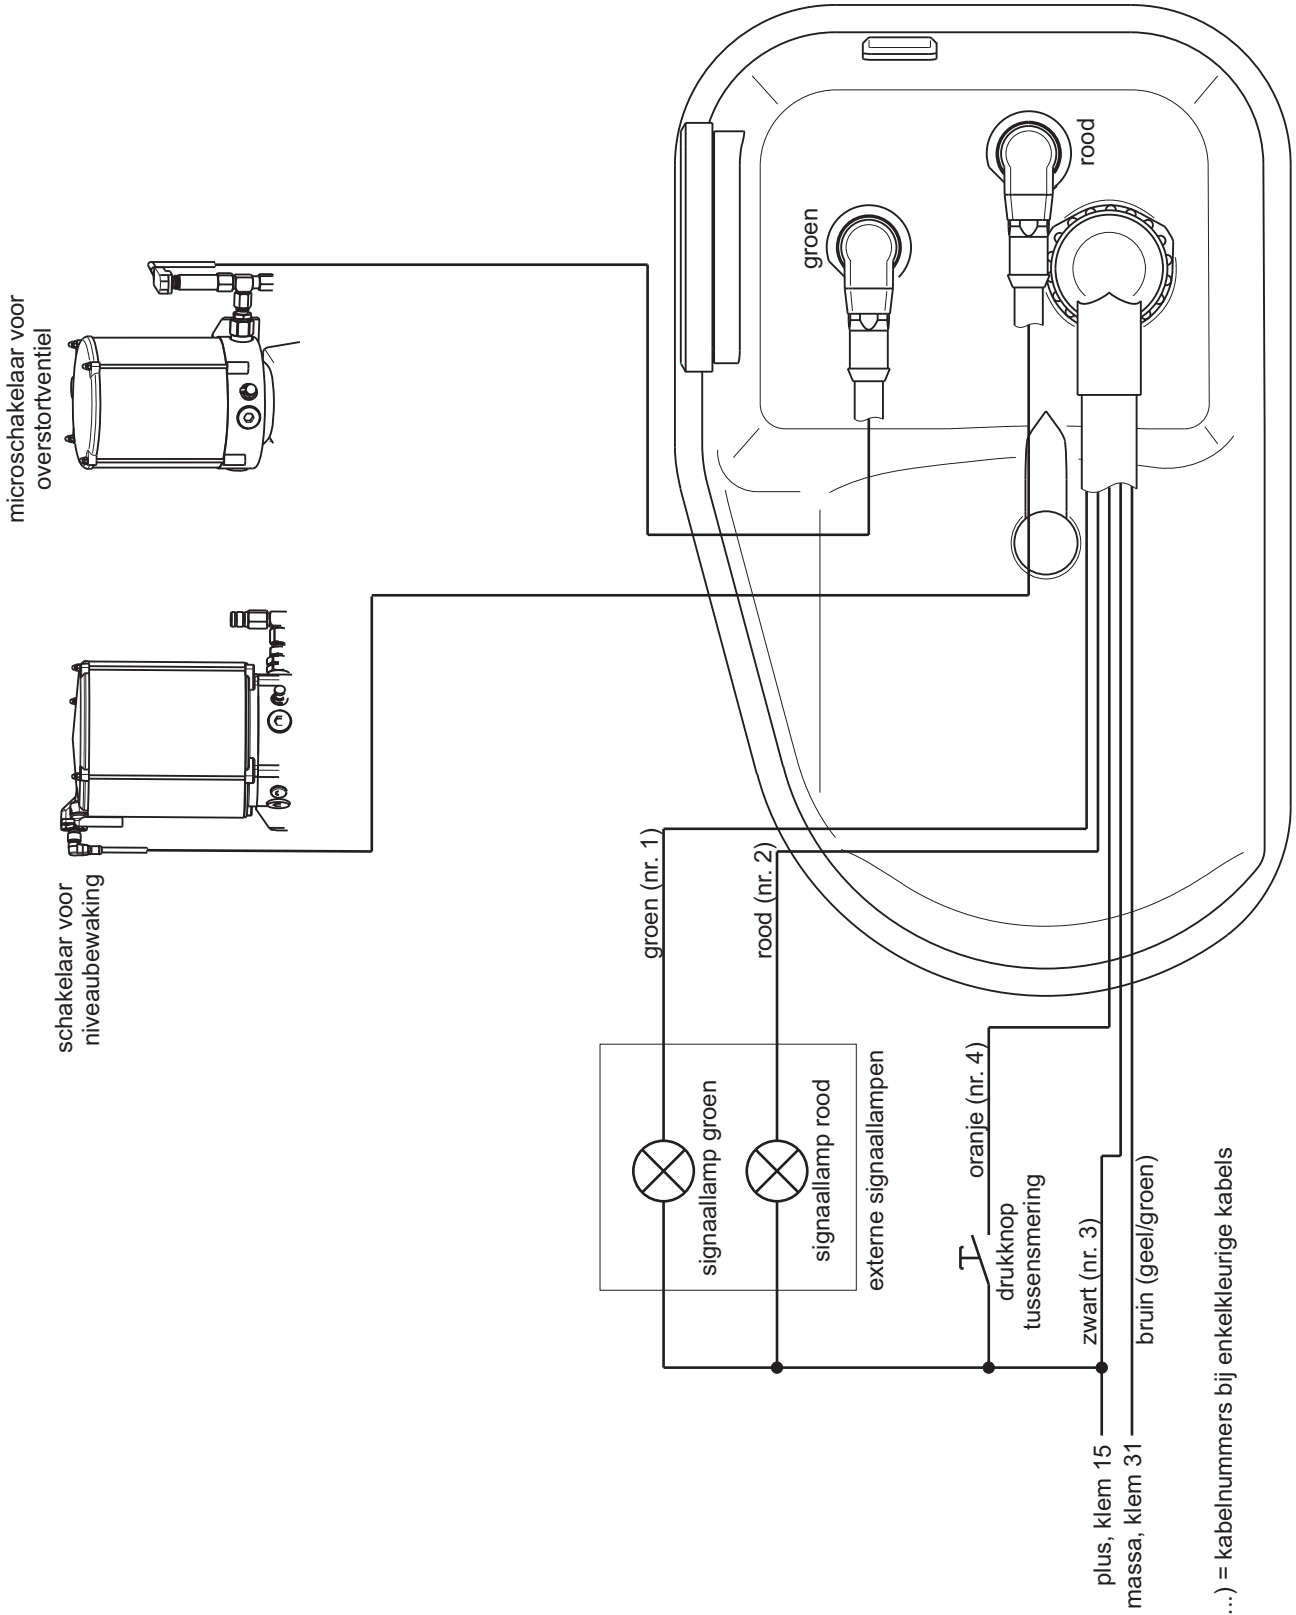 microschakelaar voor
overstortventiel
schakelaar voor
niveaubewaking
groen
rood
groen (nr. 1)
rood (nr. 2)
signaallamp groen
signaallamp rood
externe signaallampen
oranje (nr. 4)
drukknop
tussensmering
zwart (nr. 3)
bruin (geel/groen)
plus, klem 15
massa, klem 31
...) = kabelnummers bij enkelkleurige kabels